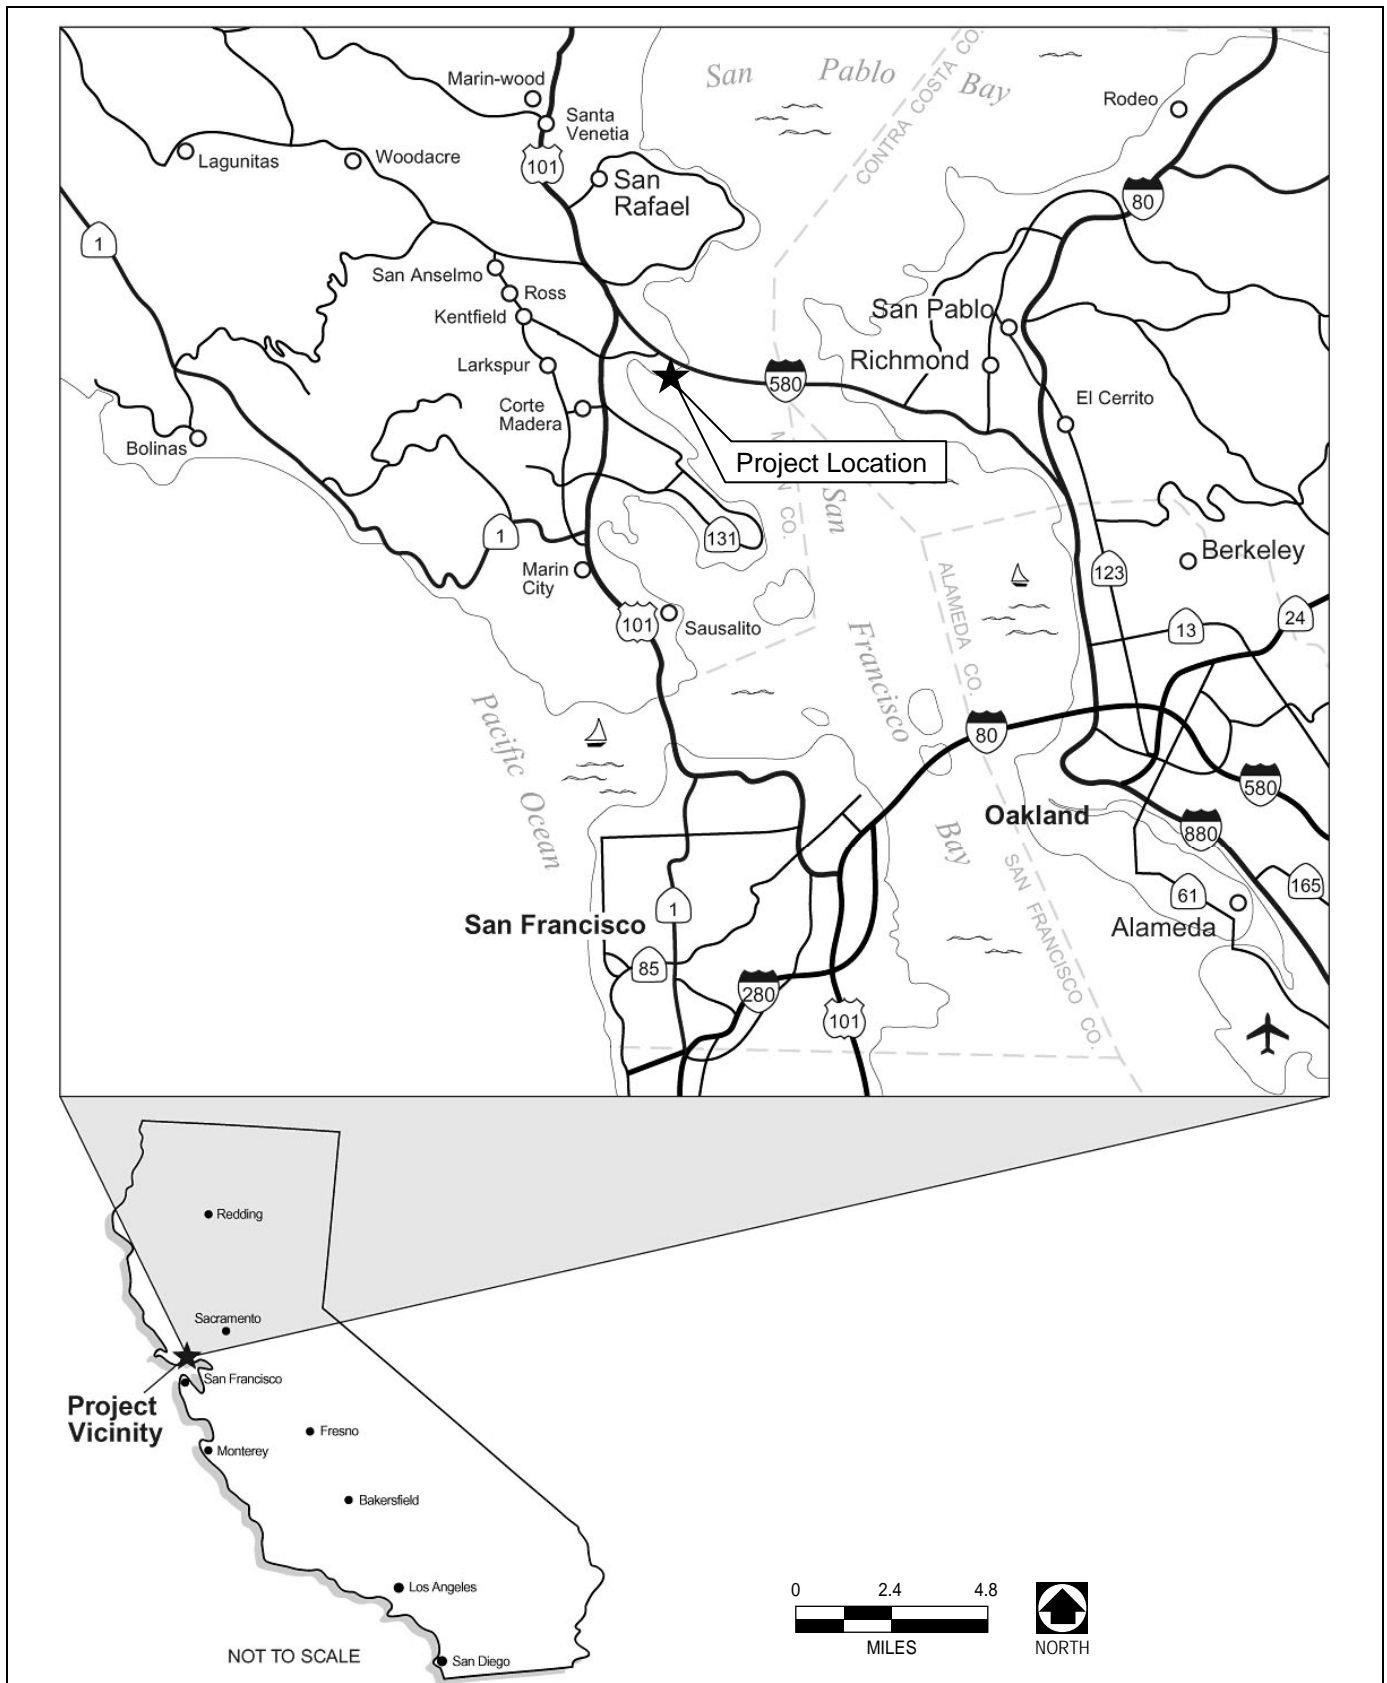 San Pablo Bay
CONTRA COSTA CO.
Marin-wood
Santa
Venetia
Rodeo
Lagunitas
Woodacre
101
San
Rafael
80
1
San Anselmo
Ross
Kentfield
San Pablo
Richmond
Larkspur
580
Corte
Madera
El Cerrito
Bolinas
Project Location
N CO.
San Francisco Bay
1
131
Marin
City
ALAMEDA CO.
Berkeley
123
101
Sausalito
13
24
Pacific Ocean
80
580
Oakland
880
SAN FRANCISCO CO.
165
61
Alameda
1
San Francisco
85
280
101
Redding
Sacramento
San Francisco
Project
Vicinity
Fresno
Monterey
Bakersfield
Los Angeles
San Diego
NOT TO SCALE
0 2.4 4.8
MILES
NORTH